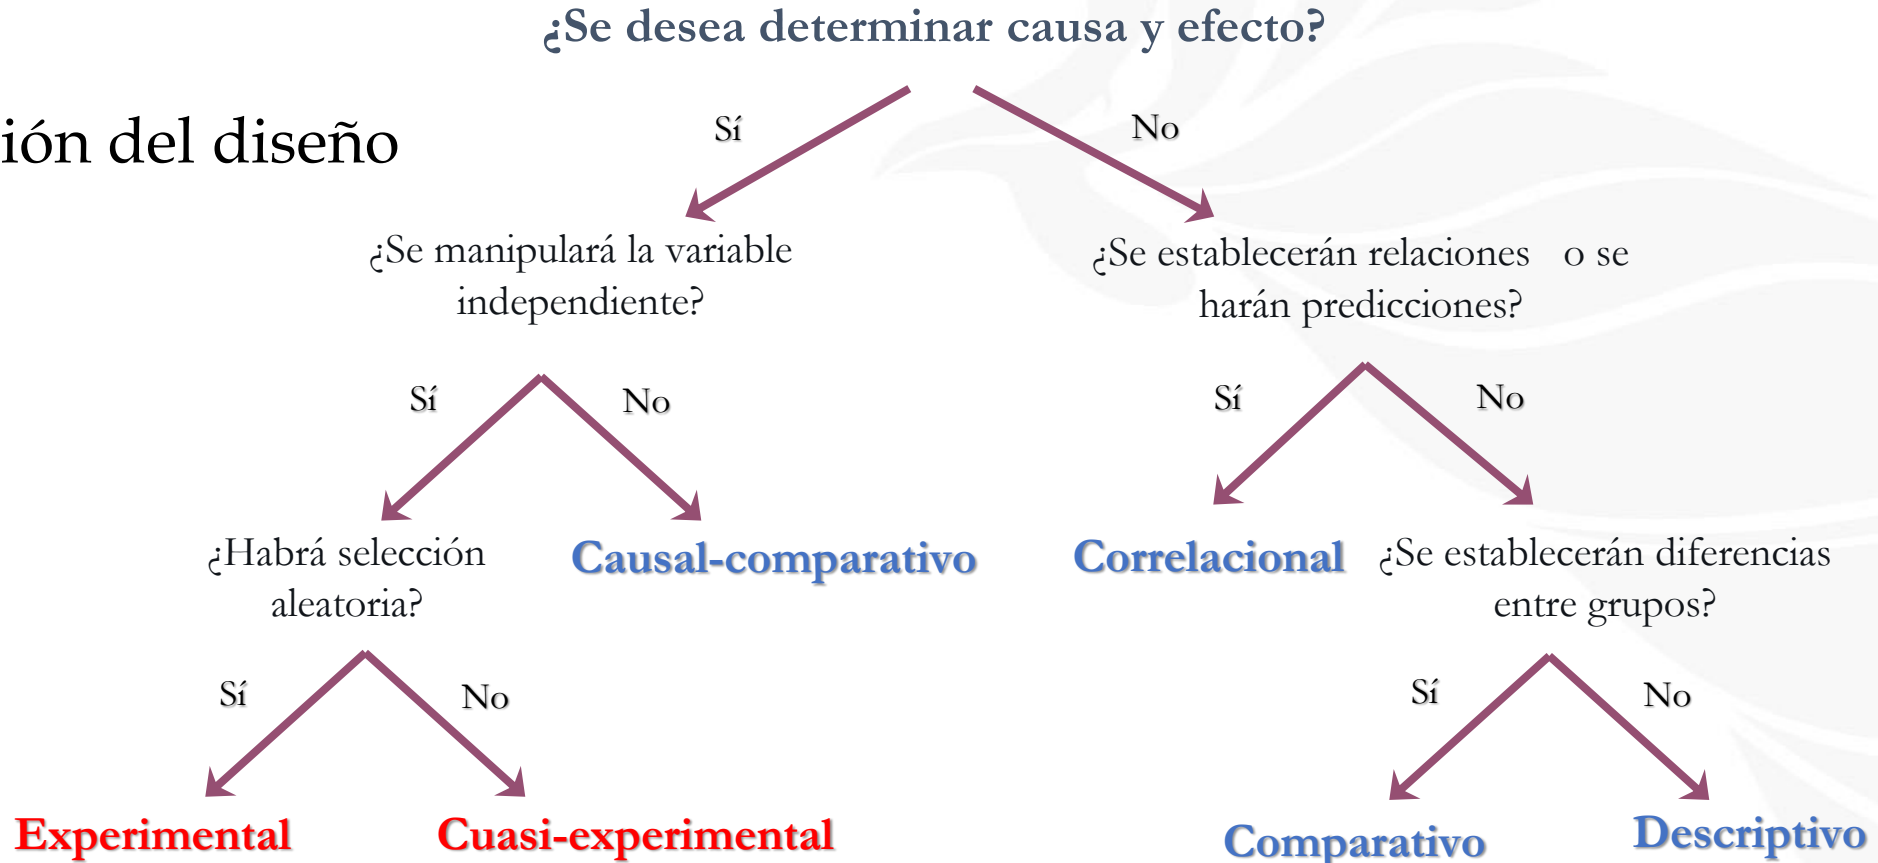 ¿Se desea determinar causa y efecto?
ión del diseño
Sí
No
¿Se manipulará la variable
independiente?
¿Se establecerán relaciones o se
harán predicciones?
Sí
No
Sí
No
¿Habrá selección
aleatoria?
Causal-comparativo
Correlacional
¿Se establecerán diferencias
entre grupos?
Sí
No
Sí
No
Experimental
Cuasi-experimental
Comparativo
Descriptivo